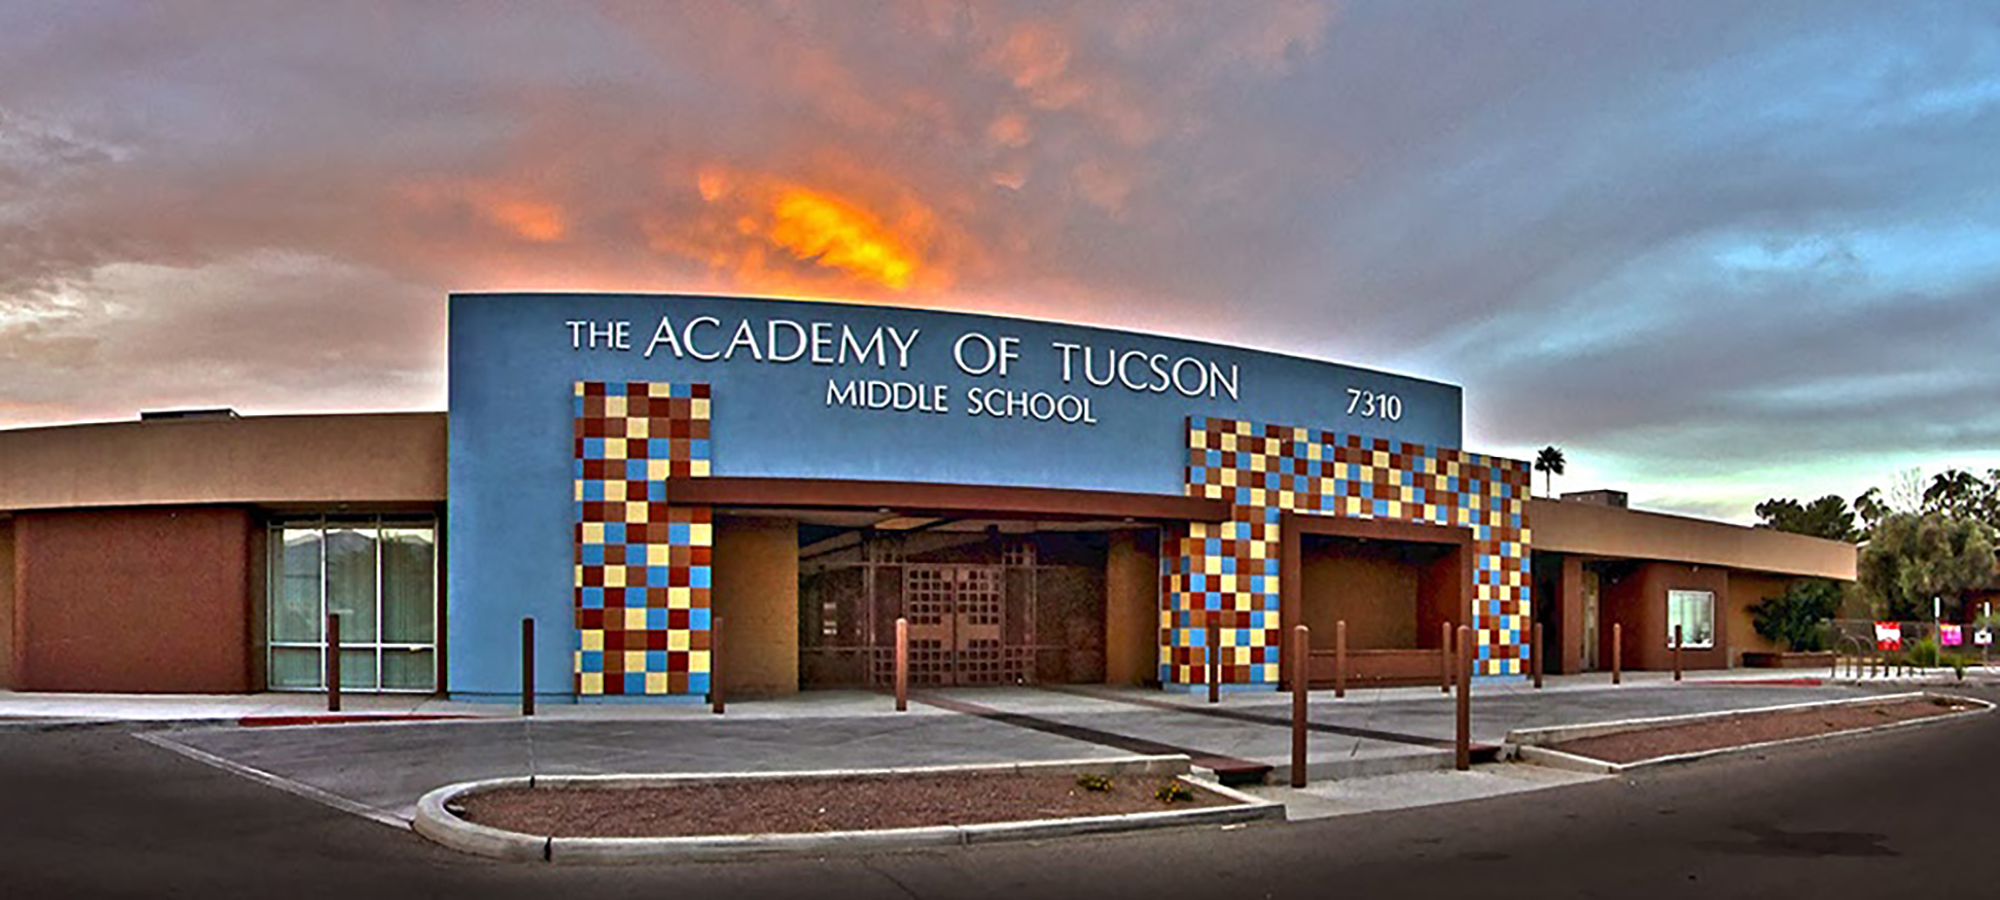 THE ACADEMY OF TUCSON
MIDDLE SCHOOL
7310